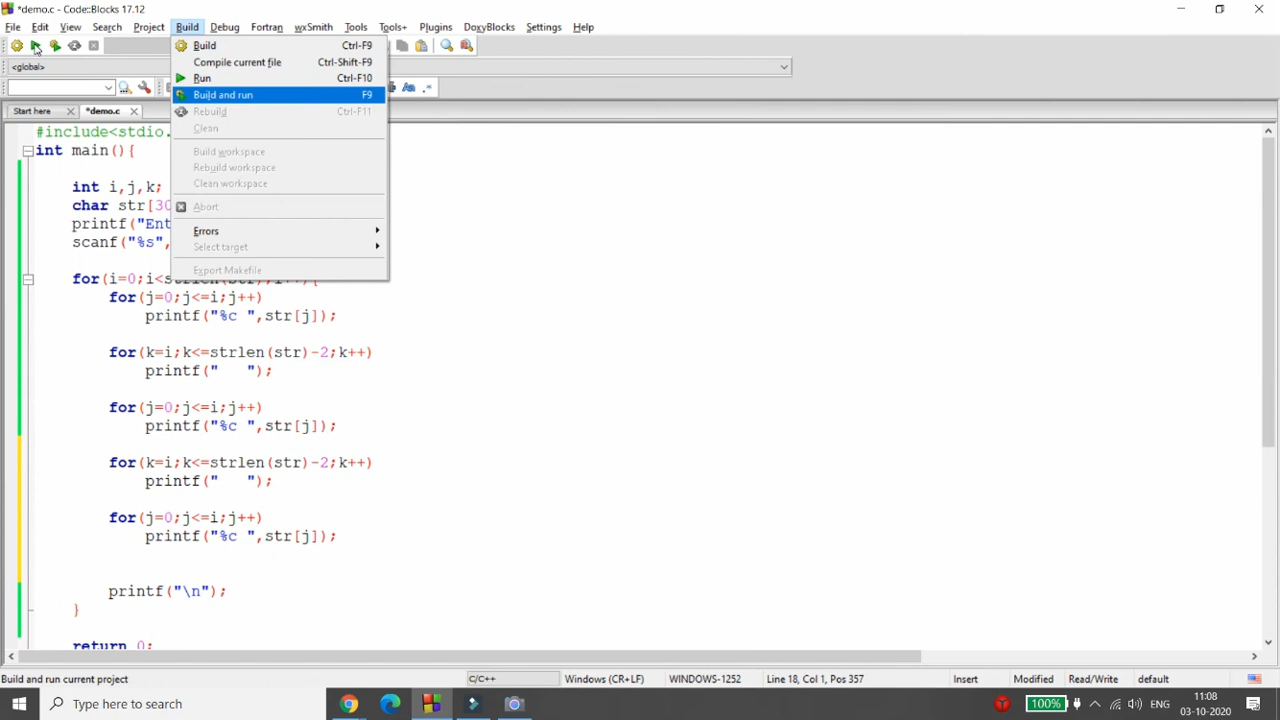 *demo.c - Code::Blocks 17.12
File Edit View Search Project Build Debug Fortran wxSmith Tools Tools+ Plugins DoxyBlocks Settings Help
Build Ctrl-F9
Compile current file Ctrl-Shift-F9
<global>
Run Ctrl-F10
Build and run F9
Start here *demo.c
Rebuild Ctrl-F11
Clean
#include<stdio.
int main(){
Build workspace
Rebuild workspace
Clean workspace
int i,j,k;
char str[30
Abort
printf("Ent
Errors
scanf("%s",
Select target
Export Makefile
for(i=0;i<strlen(str);i++){
for(j=0;j<=i;j++)
printf("%c ",str[j]);
for(k=i;k<=strlen(str)-2;k++)
printf("   ");
for(j=0;j<=i;j++)
printf("%c ",str[j]);
for(k=i;k<=strlen(str)-2;k++)
printf("   ");
for(j=0;j<=i;j++)
printf("%c ",str[j]);
printf("\n");
}
return 0;
Build and run current project C/C++ Windows (CR+LF) WINDOWS-1252 Line 18, Col 1, Pos 357 Insert Modified Read/Write default
Type here to search 100% ENG 11:08
03-10-2020